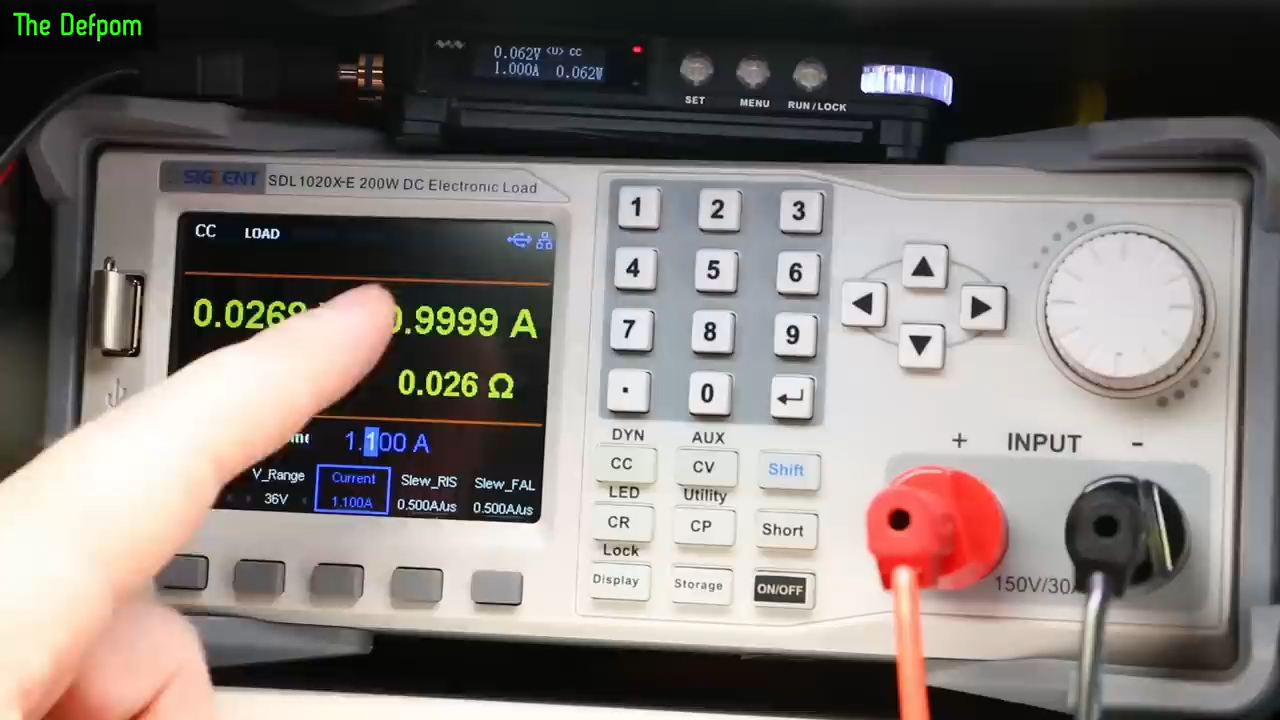 The Defpom
0.062V <U> CC
1.000A 0.062W
SET MENU RUN/LOCK
SIGLENT SDL1020X-E 200W DC Electronic Load
CC LOAD
0.0268
0.9999 A
0.026 Ω
1.100 A
V_Range Current Slew_RIS Slew_FAL
36V 1.100A 0.500A/us 0.500A/us
1 2 3
4 5 6
7 8 9
. 0
DYN AUX
CC CV Shift
LED Utility
CR CP Short
Lock
Display Storage ON/OFF
+ INPUT -
150V/30A